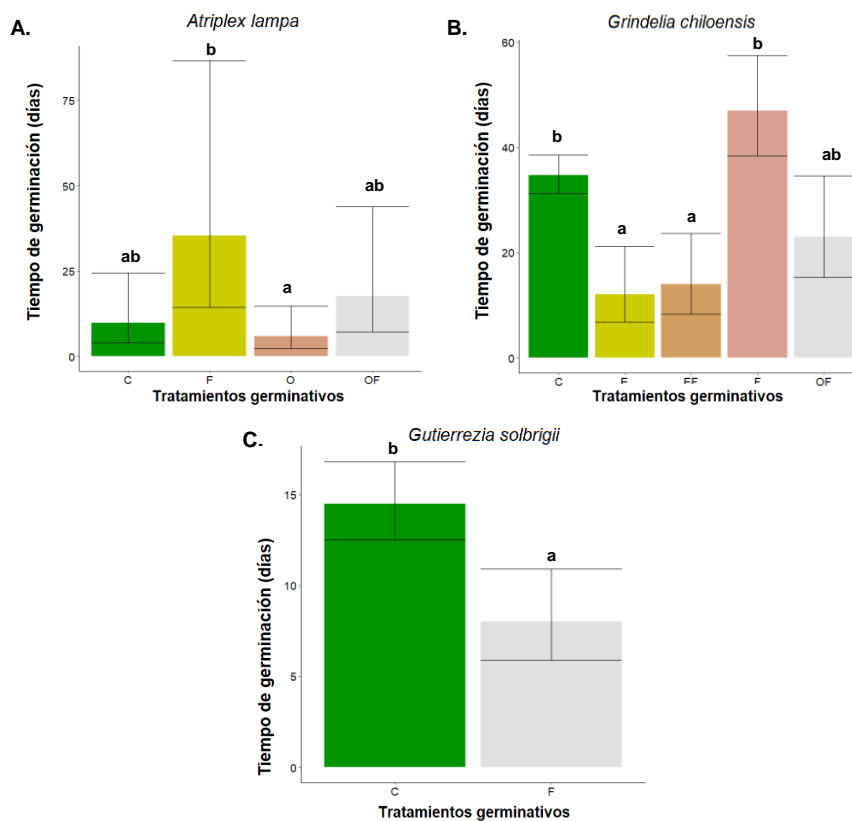 A.
Atriplex lampa
Tiempo de germinación (días)
75
50
25
0
ab
b
a
ab
C F O OF
Tratamientos germinativos
B.
Grindelia chiloensis
Tiempo de germinación (días)
60
40
20
0
b
a
a
b
ab
C OF
Tratamientos germinativos
C.
Gutierrezia solbrigii
Tiempo de germinación (días)
15
10
5
0
b
a
C F
Tratamientos germinativos